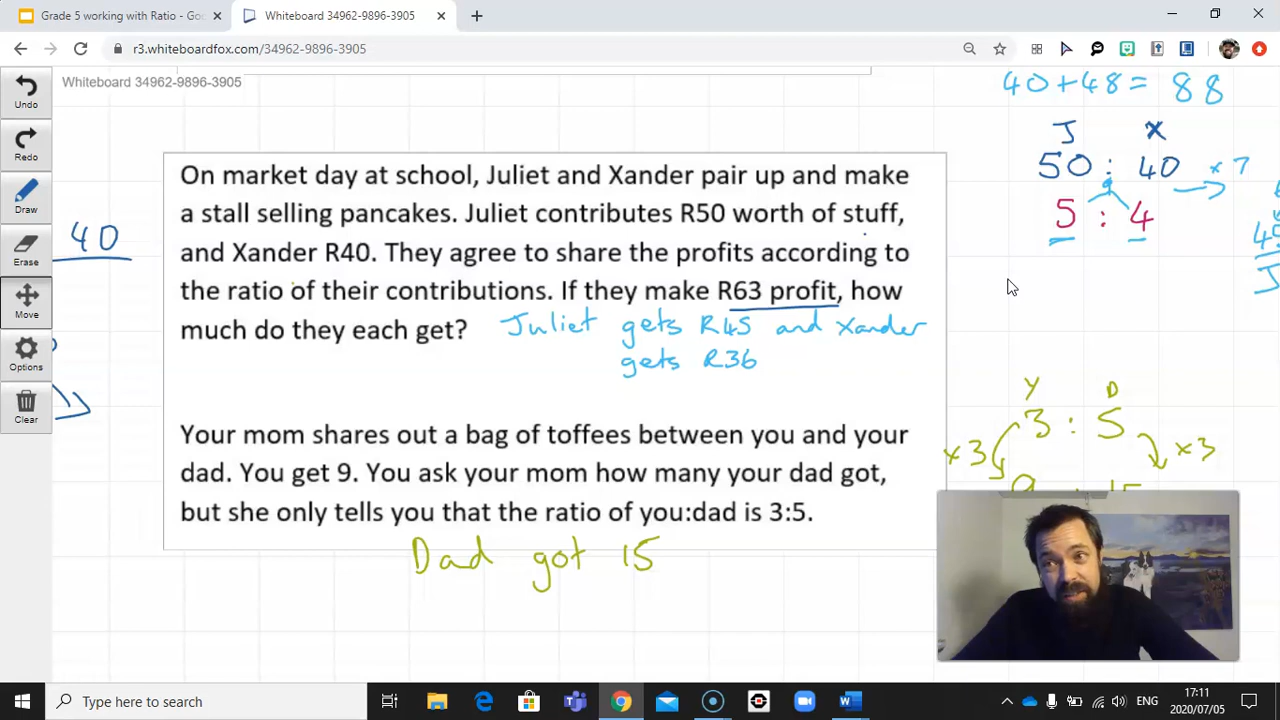 Grade 5 working with Ratio - Goo
Whiteboard 34962-9896-3905
r3.whiteboardfox.com/34962-9896-3905
Whiteboard 34962-9896-3905
Undo
Redo
Draw
Erase
Move
Options
Clear
40
On market day at school, Juliet and Xander pair up and make
a stall selling pancakes. Juliet contributes R50 worth of stuff,
and Xander R40. They agree to share the profits according to
the ratio of their contributions. If they make R63 profit, how
much do they each get? Juliet gets R45 and Xander
gets R36
Your mom shares out a bag of toffees between you and your
dad. You get 9. You ask your mom how many your dad got,
but she only tells you that the ratio of you:dad is 3:5.
Dad got 15
40+48= 88
J X
50 : 40 x 7
9
5 : 4
Y D
3 : 5
x3 x3
9 : 15
Type here to search
ENG
17:11
2020/07/05